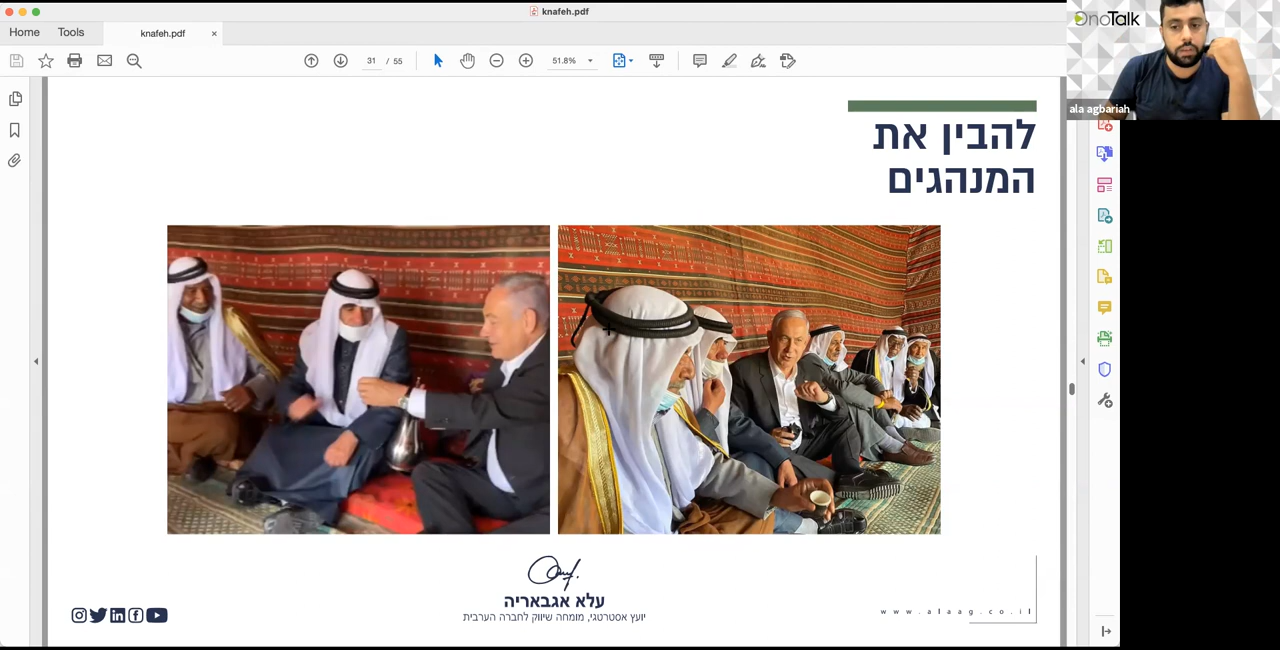 knafeh.pdf
OnoTalk
Home
Tools
knafeh.pdf
31 / 55
51.8%
ala agbariah
להבין את
המנהגים
עלא אגבאריה
יועץ אסטרטגי, מומחה שיווק לחברה הערבית
www.alaag.co.il